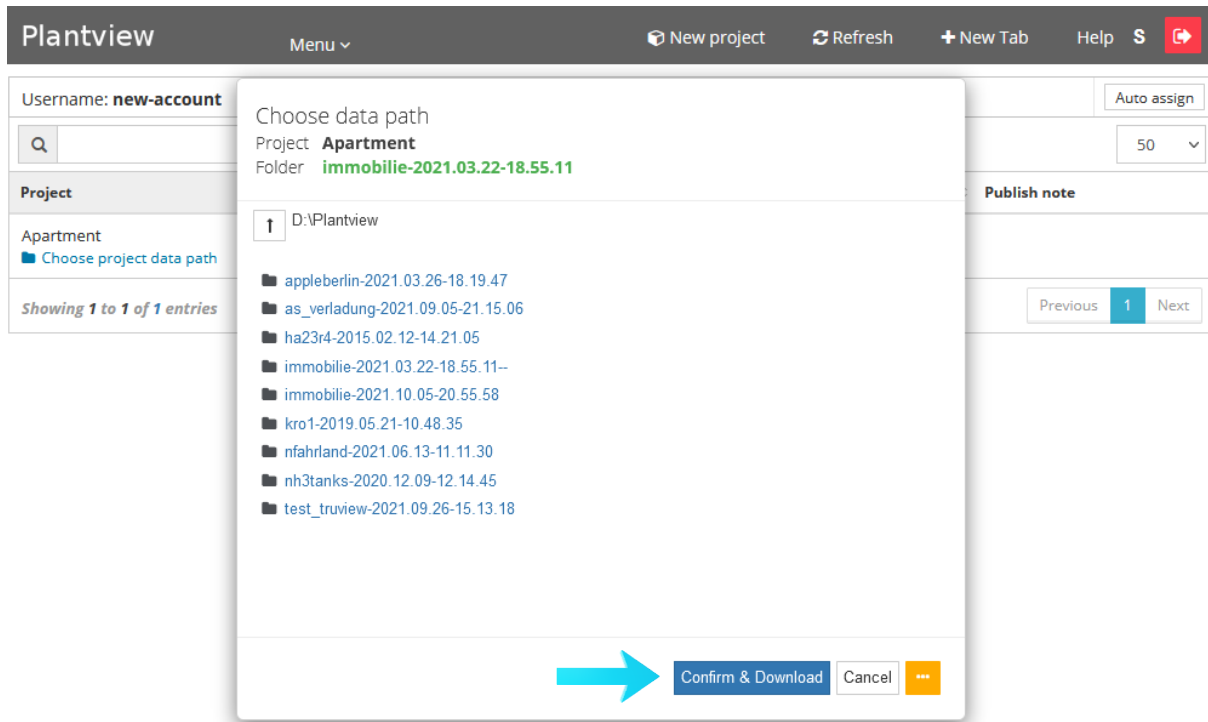 Plantview
Menu
New project
Refresh
New Tab
Help
S
Username: new-account
Auto assign
50
Project
Publish note
Apartment
Choose project data path
Showing 1 to 1 of 1 entries
Previous
1
Next
Choose data path
Project Apartment
Folder immobilie-2021.03.22-18.55.11
D:\Plantview
appleberlin-2021.03.26-18.19.47
as_verladung-2021.09.05-21.15.06
ha23r4-2015.02.12-14.21.05
immobilie-2021.03.22-18.55.11--
immobilie-2021.10.05-20.55.58
kro1-2019.05.21-10.48.35
nfahrland-2021.06.13-11.11.30
nh3tanks-2020.12.09-12.14.45
test_truview-2021.09.26-15.13.18
Confirm & Download
Cancel